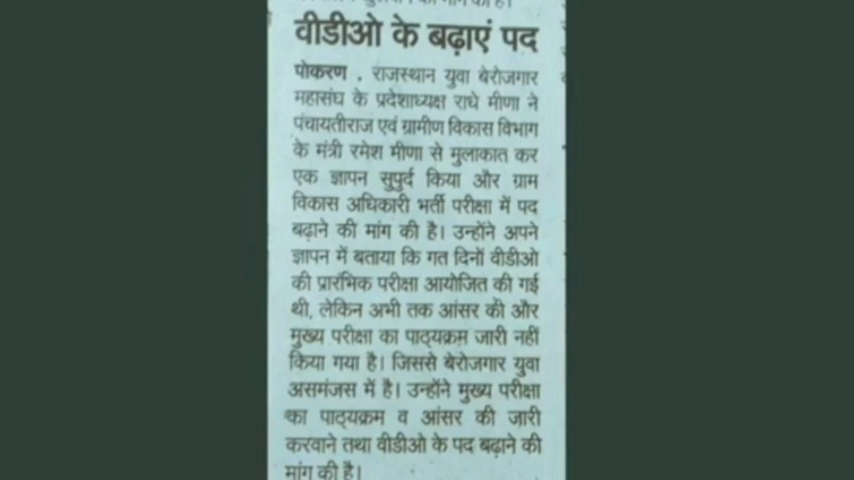 वीडीओ के बढ़ाएं पद
पोकरण . राजस्थान युवा बेरोजगार
महासंघ के प्रदेशाध्यक्ष राधे मीणा ने
पंचायतीराज एवं ग्रामीण विकास विभाग
के मंत्री रमेश मीणा से मुलाकात कर
एक ज्ञापन सुपुर्द किया और ग्राम
विकास अधिकारी भर्ती परीक्षा में पद
बढ़ाने की मांग की है। उन्होंने अपने
ज्ञापन में बताया कि गत दिनों वीडीओ
की प्रारंभिक परीक्षा आयोजित की गई
थी, लेकिन अभी तक आंसर की और
मुख्य परीक्षा का पाठ्यक्रम जारी नहीं
किया गया है। जिससे बेरोजगार युवा
असमंजस में है। उन्होंने मुख्य परीक्षा
का पाठ्यक्रम व आंसर की जारी
करवाने तथा वीडीओ के पद बढ़ाने की
मांग की है।